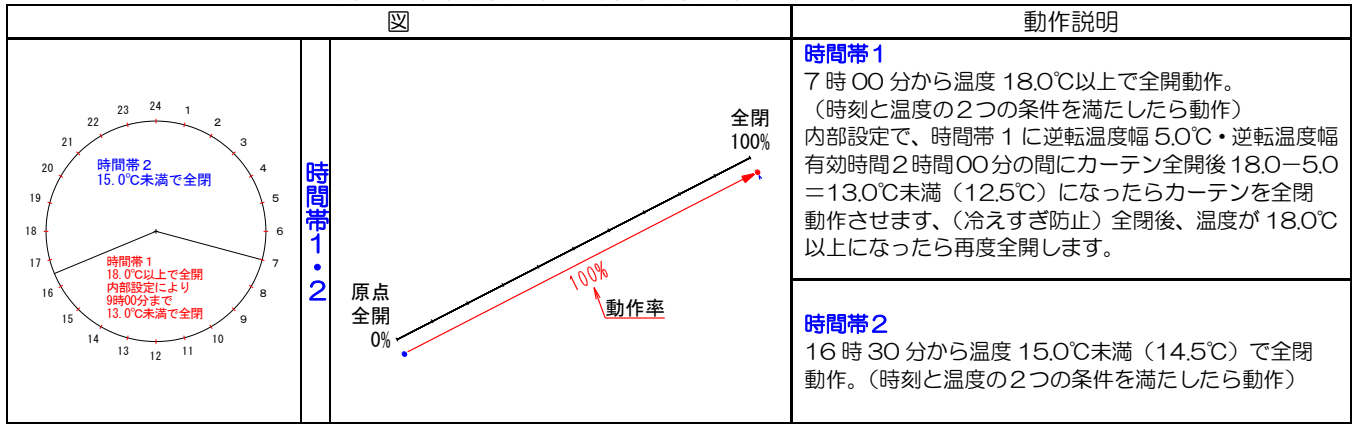 図
動作説明
24
1
2
3
4
5
6
7
8
9
10
11
12
13
14
15
16
17
18
19
20
21
22
23
時間帯2
15.0℃未満で全閉
時間帯1
18.0℃以上で全開
内部設定により
9時00分まで
13.0℃未満で全閉
時間帯1・2
全閉
100%
100%
動作率
原点
全開
0%
時間帯1
7時00分から温度18.0℃以上で全開動作。
（時刻と温度の2つの条件を満たしたら動作）
内部設定で、時間帯1に逆転温度幅5.0℃・逆転温度幅
有効時間2時間00分の間にカーテン全開後18.0－5.0
＝13.0℃未満（12.5℃）になったらカーテンを全閉
動作させます、（冷えすぎ防止）全閉後、温度が18.0℃
以上になったら再度全開します。
時間帯2
16時30分から温度15.0℃未満（14.5℃）で全閉
動作。（時刻と温度の2つの条件を満たしたら動作）